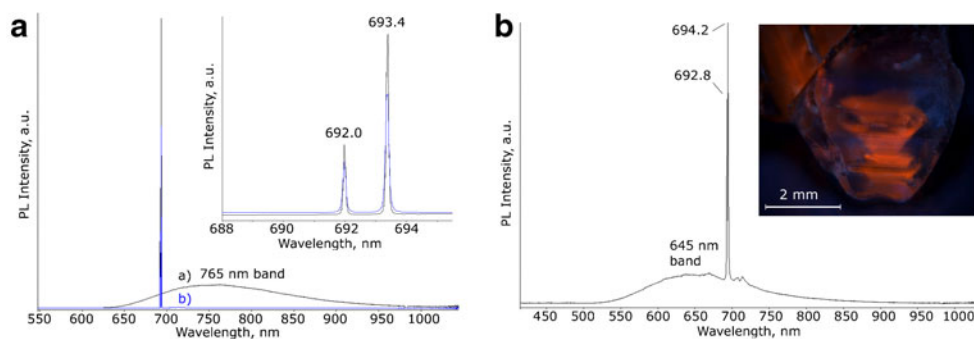 a
PL Intensity, a.u.
a) 765 nm band
b)
550 600 650 700 750 800 850 900 950 1000
Wavelength, nm
PL Intensity, a.u.
693.4
692.0
688 690 692 694
Wavelength, nm
b
PL Intensity, a.u.
694.2
692.8
645 nm
band
2 mm
450 500 550 600 650 700 750 800 850 900 950 1000
Wavelength, nm